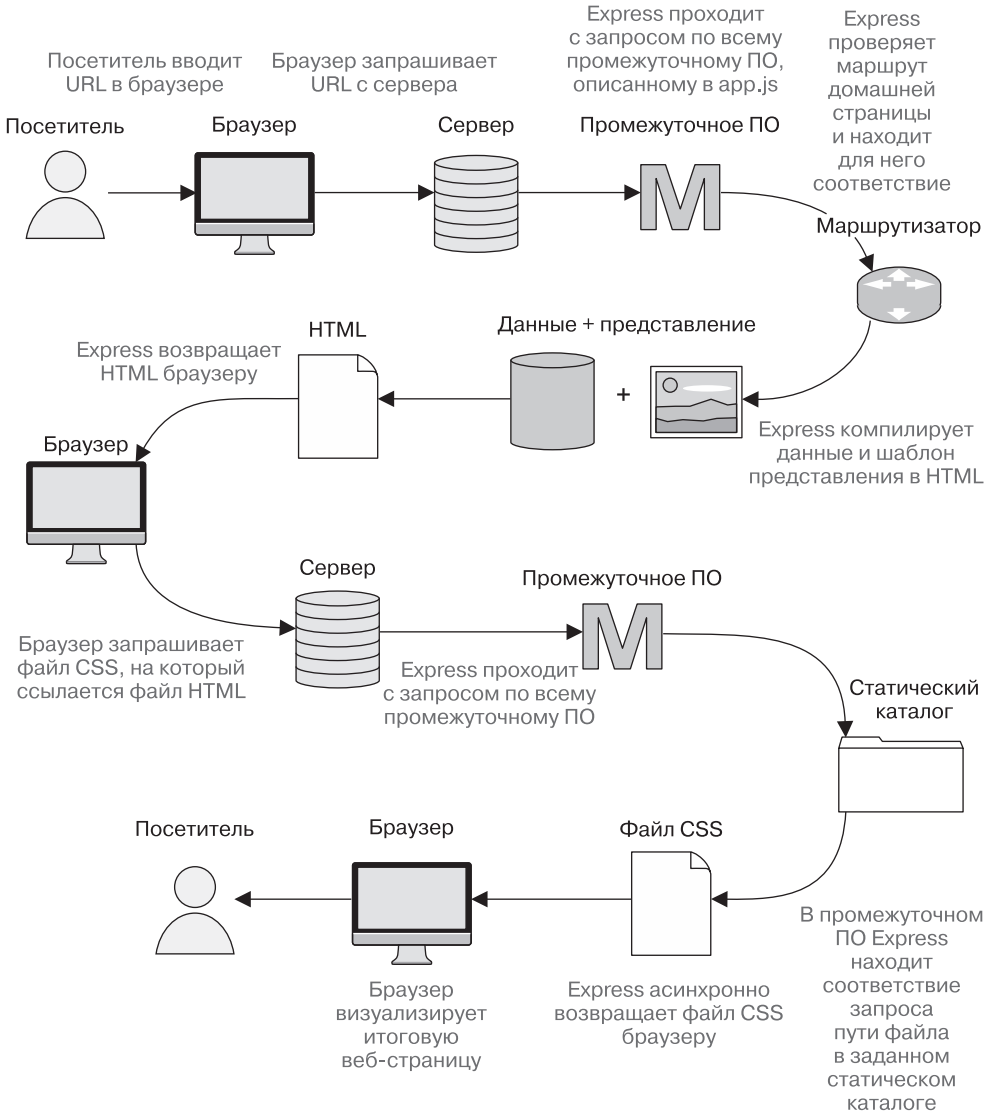 Посетитель вводит
URL в браузере
Браузер запрашивает
URL с сервера
Express проходит
с запросом по всему
промежуточному ПО,
описанному в app.js
Express
проверяет
маршрут
домашней
страницы
и находит
для него
соответствие
Посетитель
Браузер
Сервер
Промежуточное ПО
М
Маршрутизатор
Express возвращает
HTML браузеру
HTML
Данные + представление
+
Express компилирует
данные и шаблон
представления в HTML
Браузер
Браузер запрашивает
файл CSS, на который
ссылается файл HTML
Сервер
Express проходит
с запросом по всему
промежуточному ПО
Промежуточное ПО
М
Статический
каталог
Посетитель
Браузер
Файл CSS
В промежуточном
ПО Express
находит
соответствие
запроса
пути файла
в заданном
статическом
каталоге
Браузер
визуализирует
итоговую
веб-страницу
Express асинхронно
возвращает файл CSS
браузеру